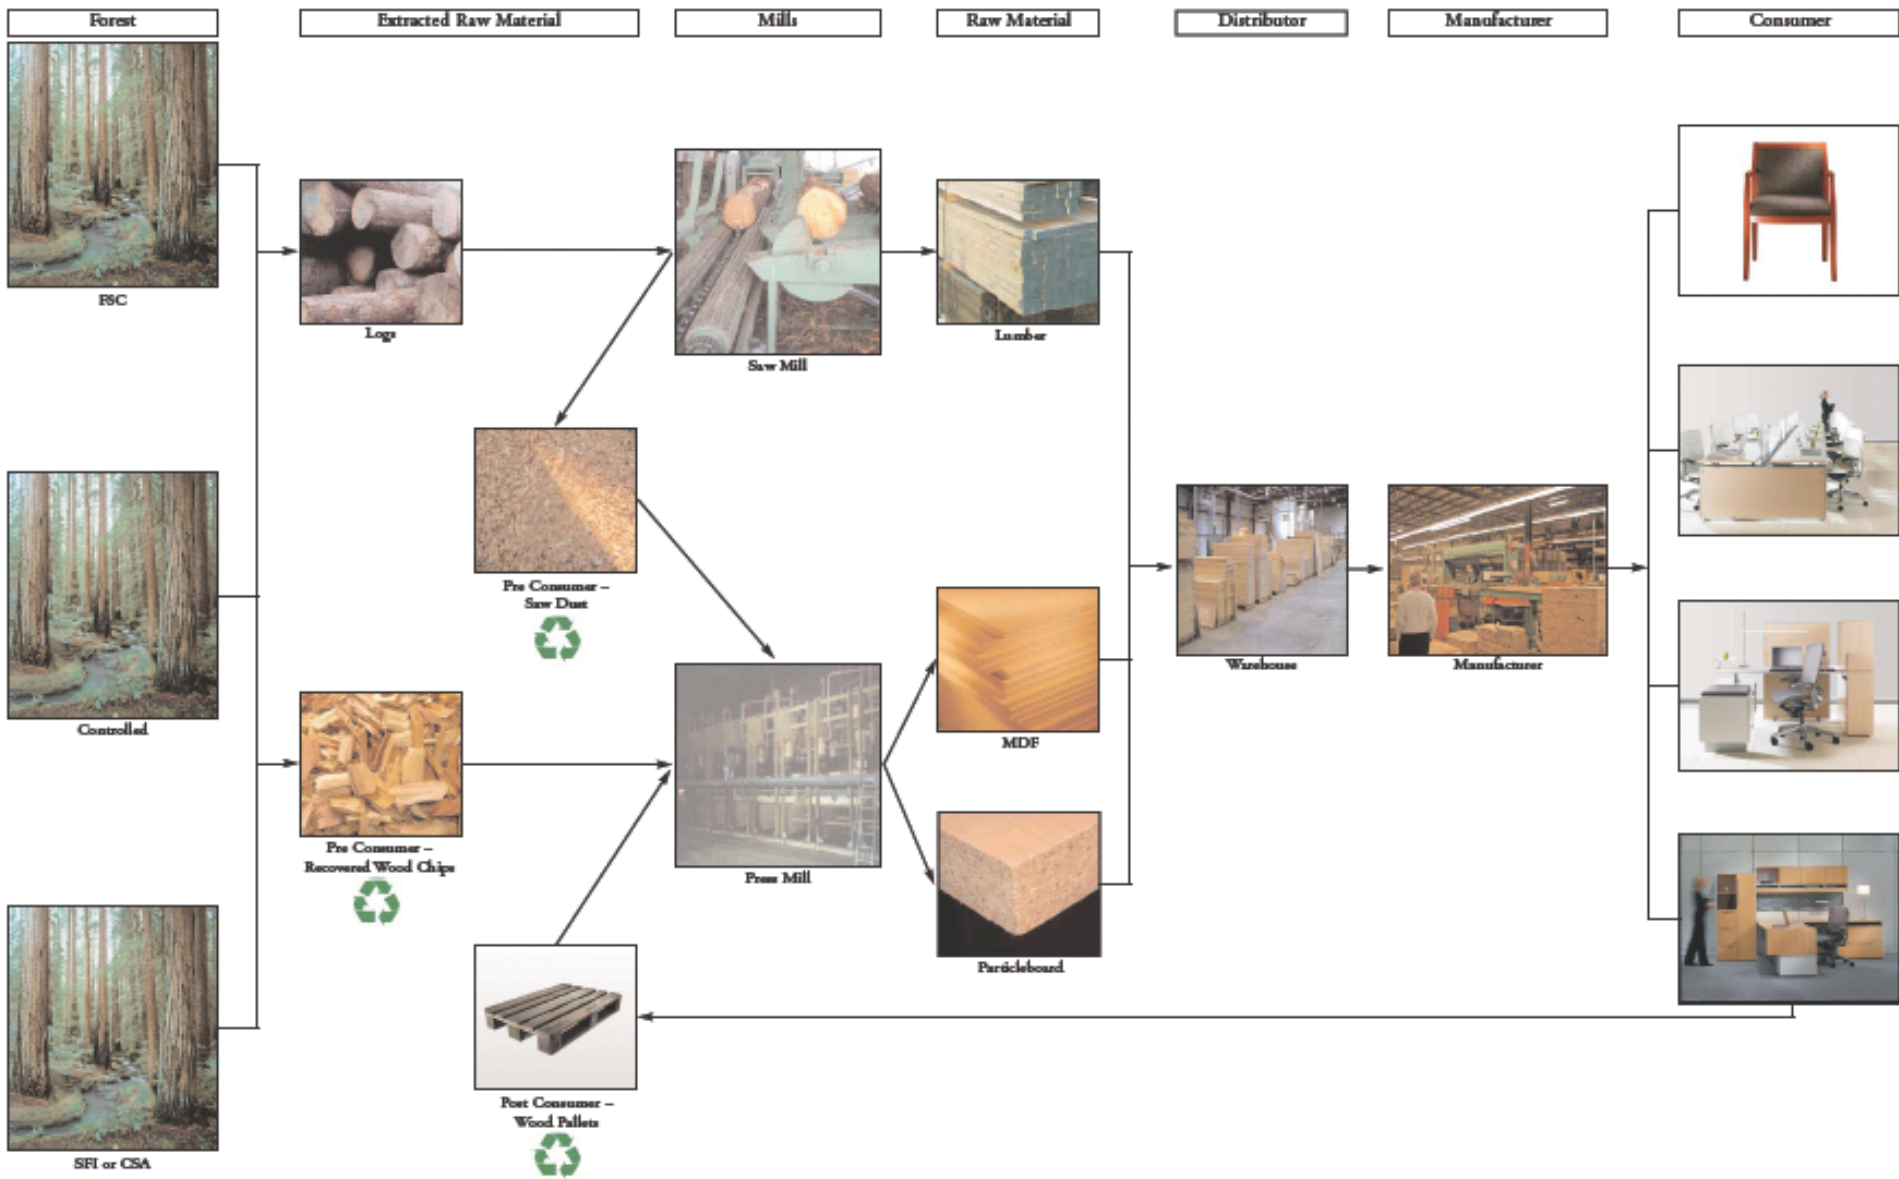 Forest
Extracted Raw Material
Mills
Raw Material
Distributor
Manufacturer
Consumer
FSC
Logs
Saw Mill
Lumber
Pre Consumer –
Saw Dust
Controlled
Pre Consumer –
Recovered Wood Chips
Press Mill
MDF
Particleboard
Warehouse
Manufacturer
Post Consumer –
Wood Pallets
SFI or CSA